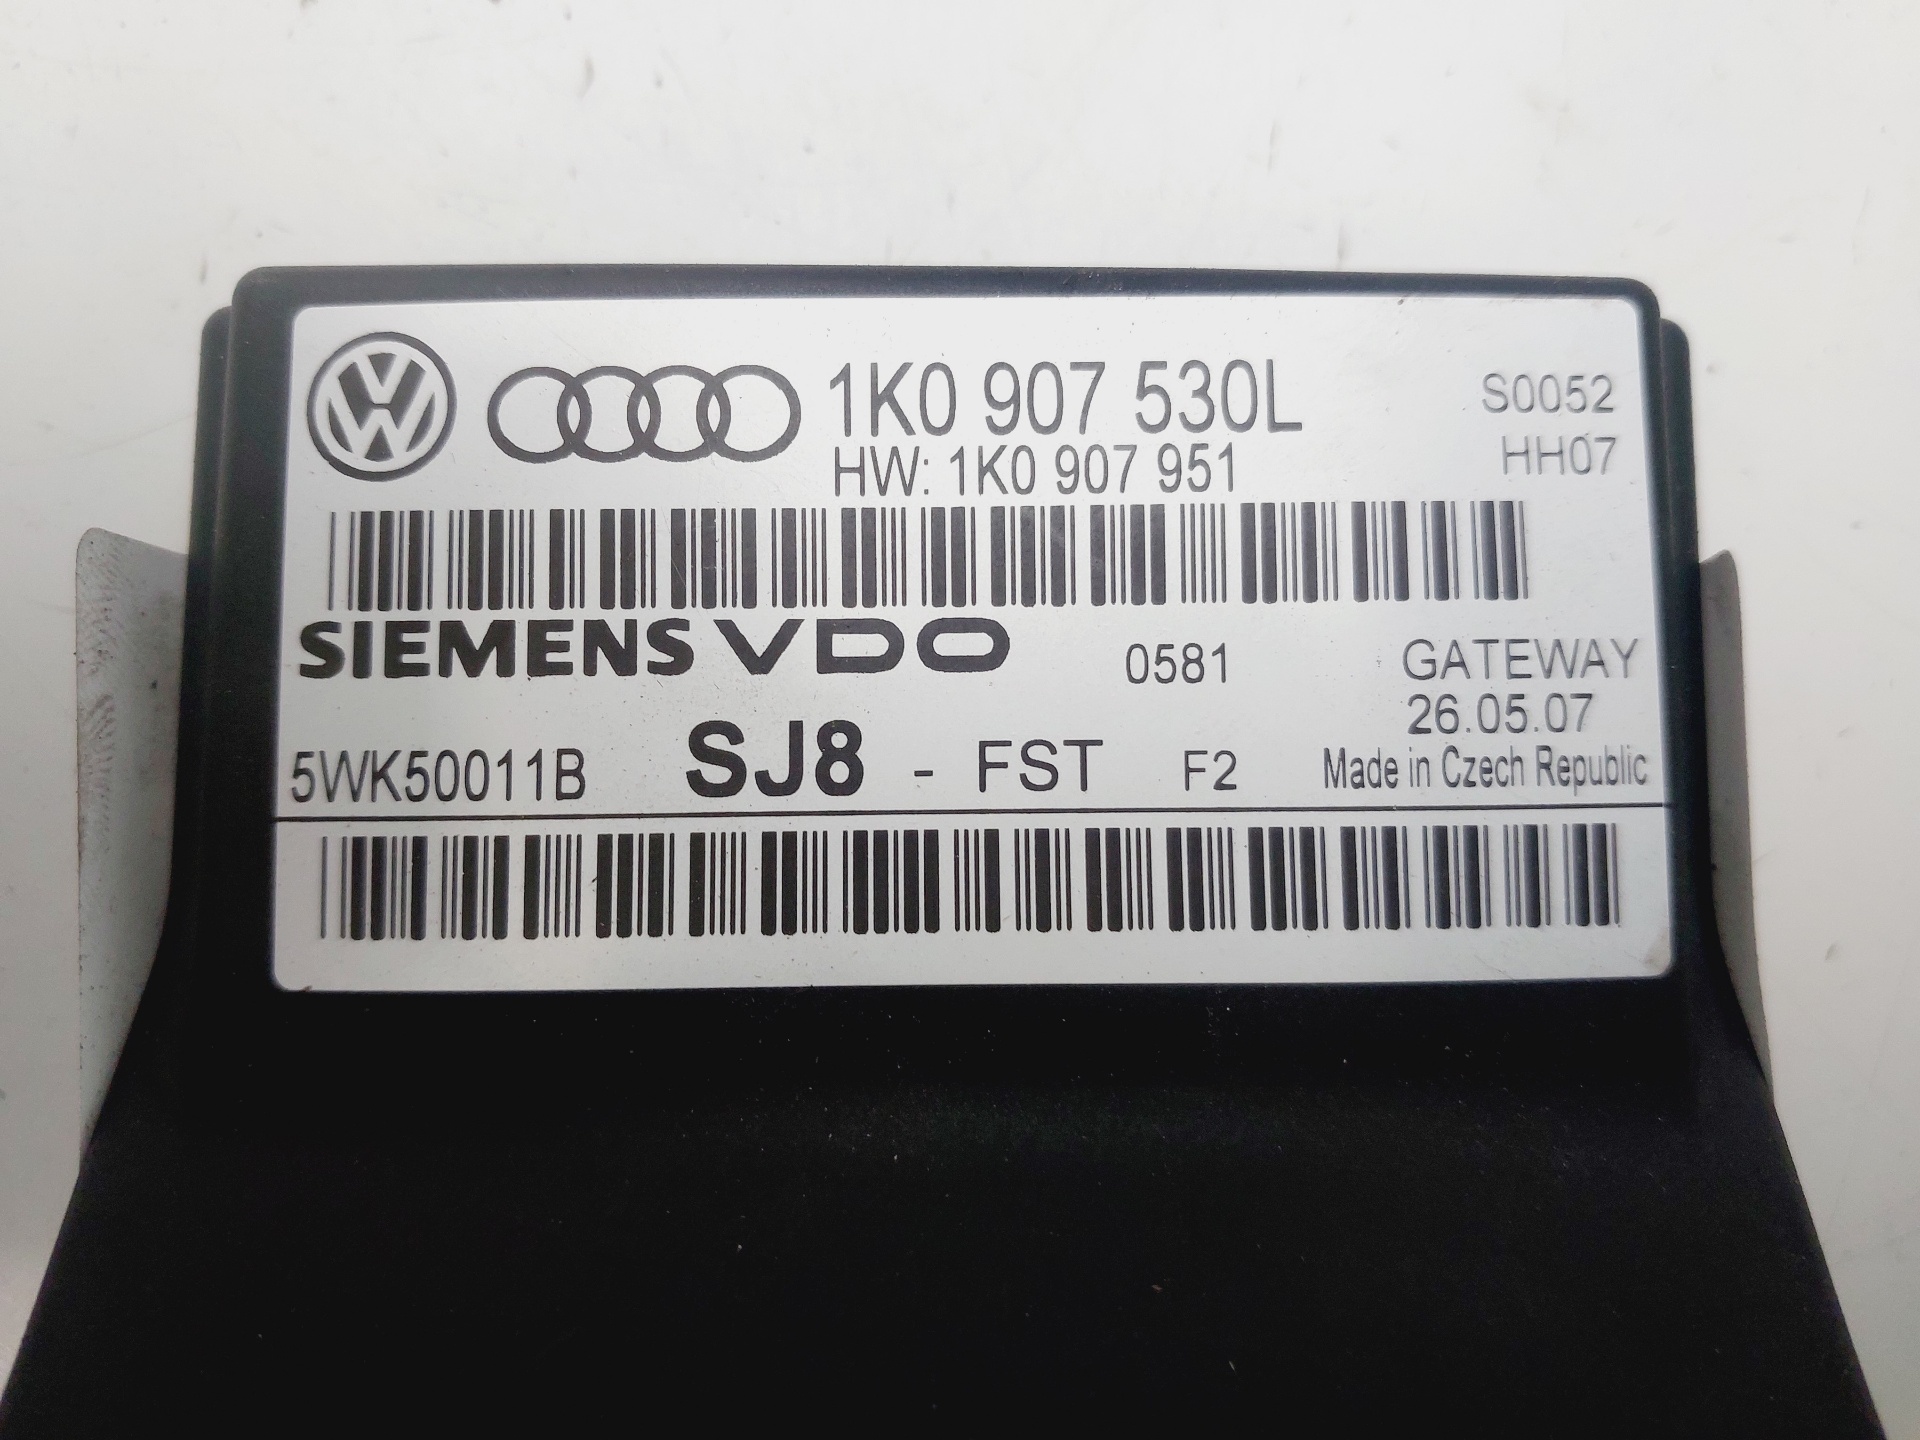 1K0 907 530L S0052
HW: 1K0 907 951 HH07
SIEMENS VDO 0581 GATEWAY
26.05.07
5WK50011B SJ8 - FST F2 Made in Czech Republic